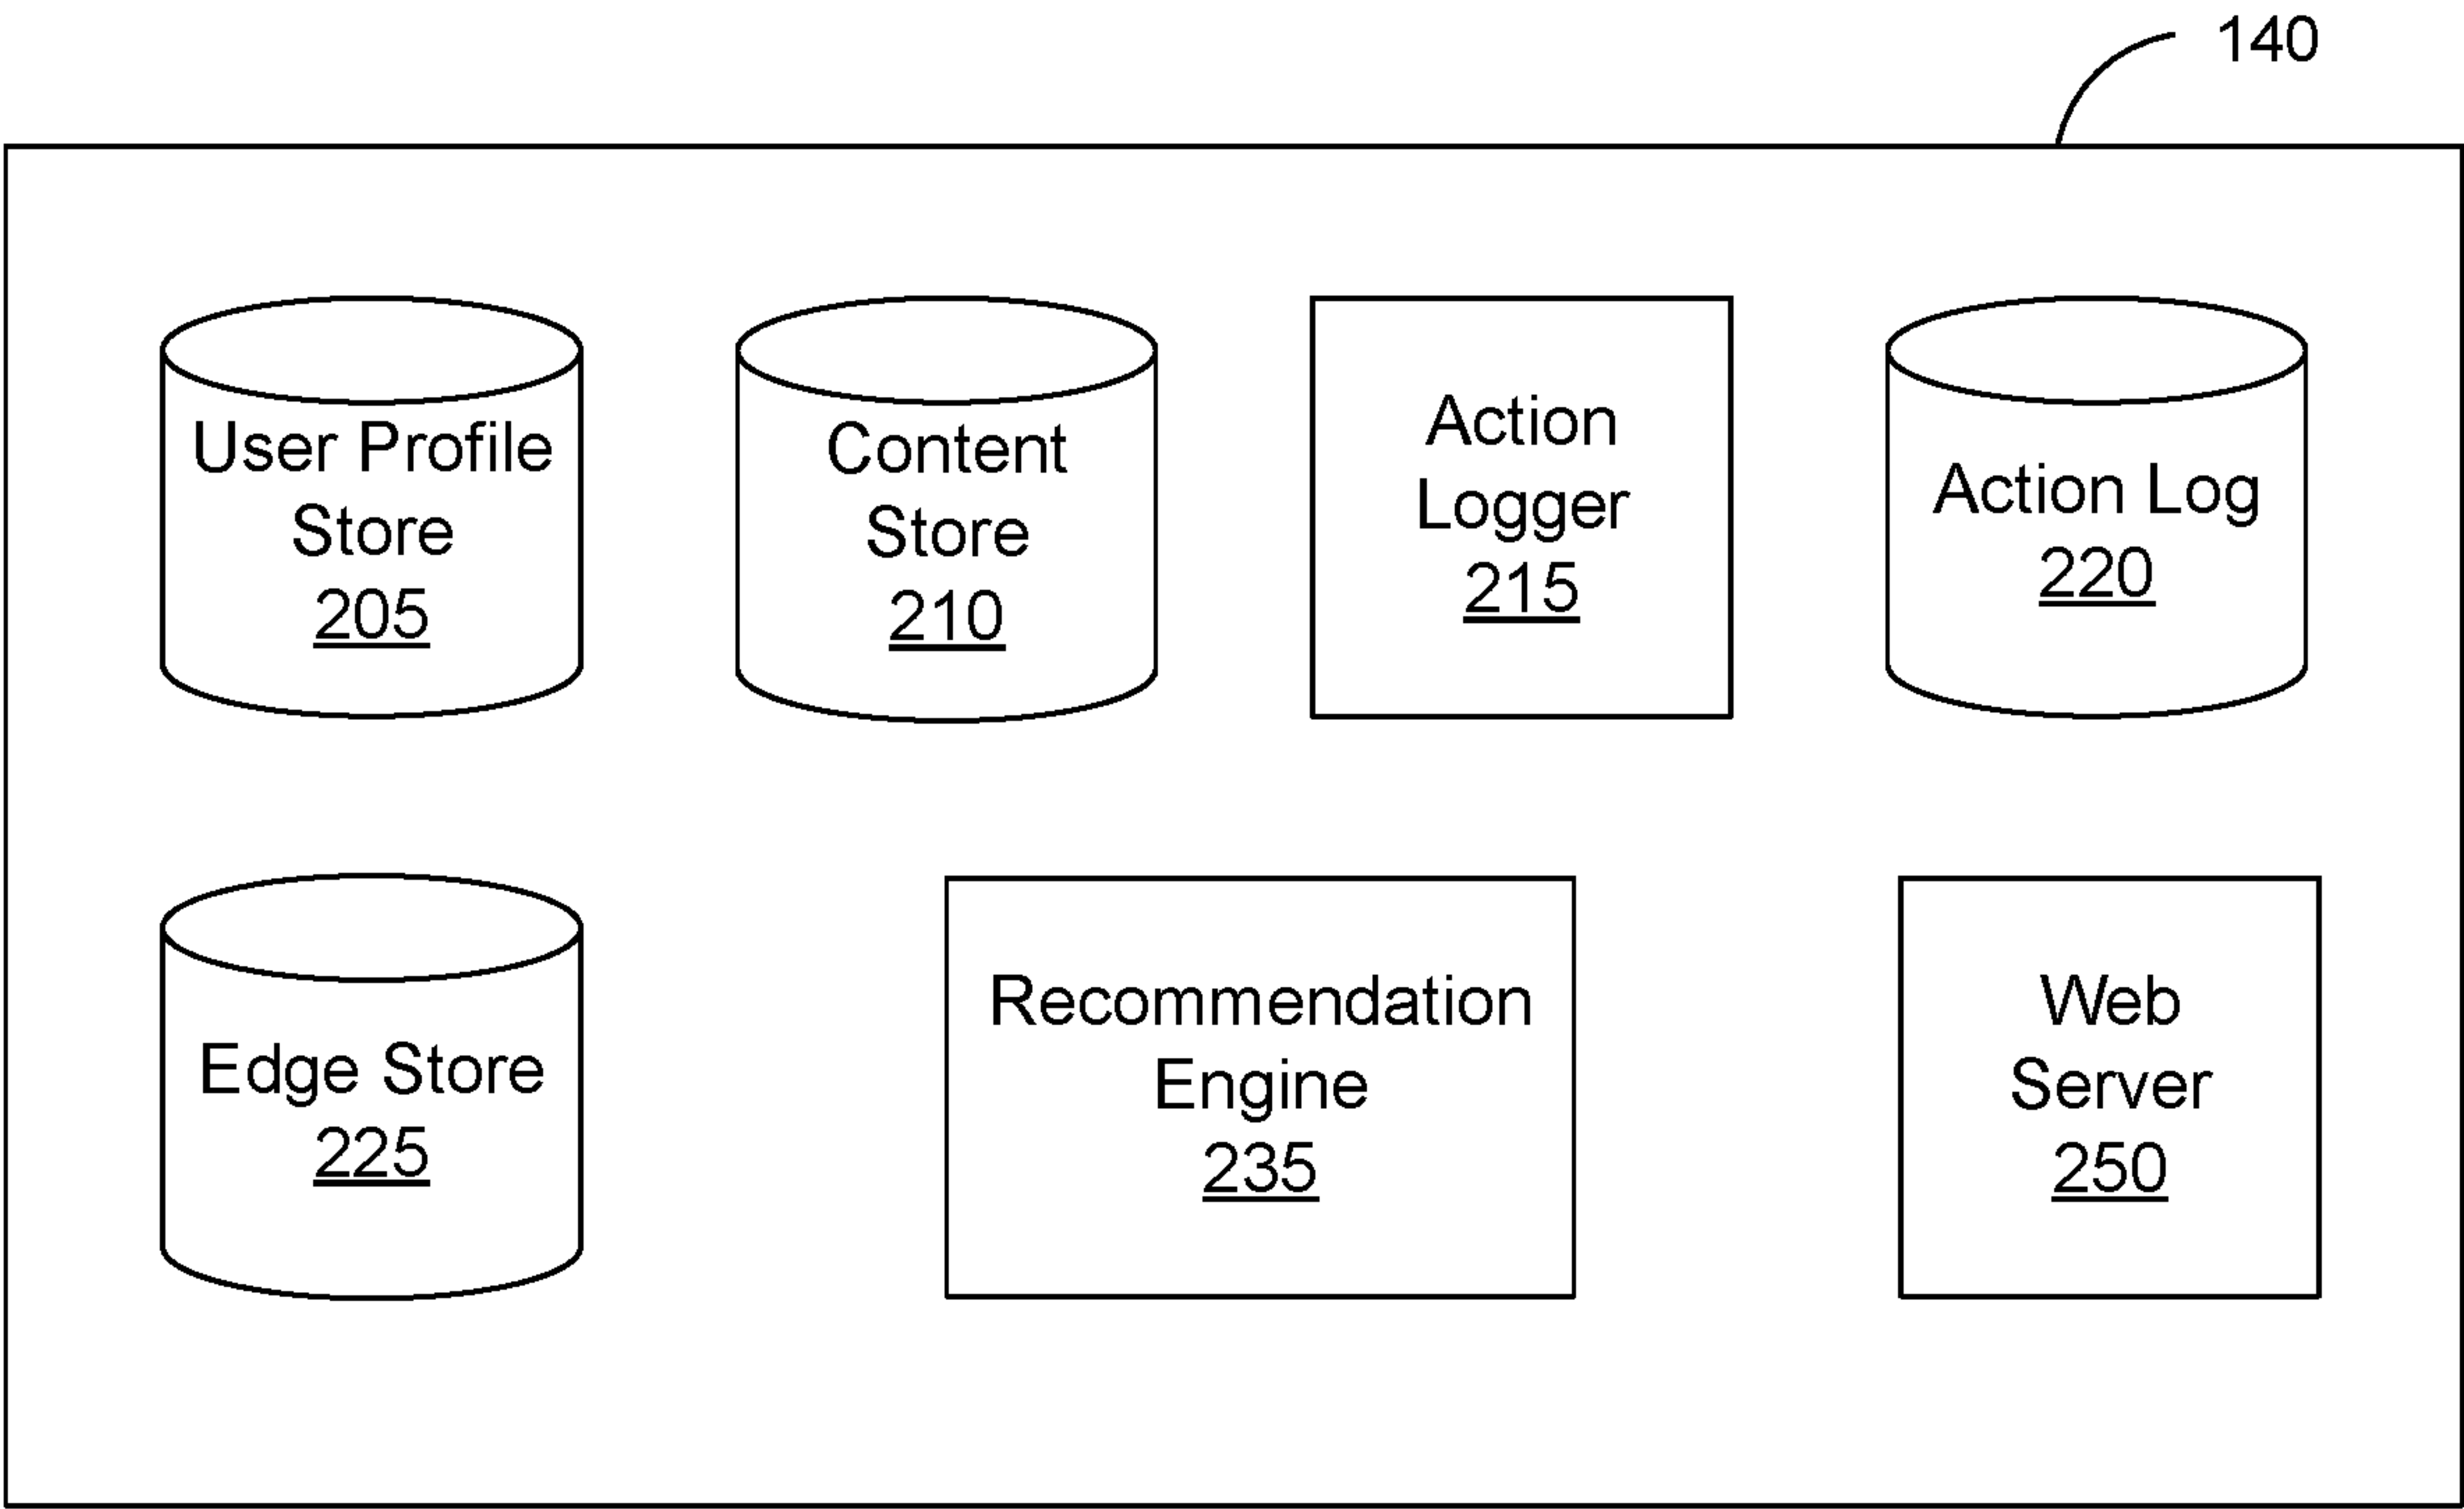 140
User Profile
Store
205
Content
Store
210
Action
Logger
215
Action Log
220
Edge Store
225
Recommendation
Engine
235
Web
Server
250